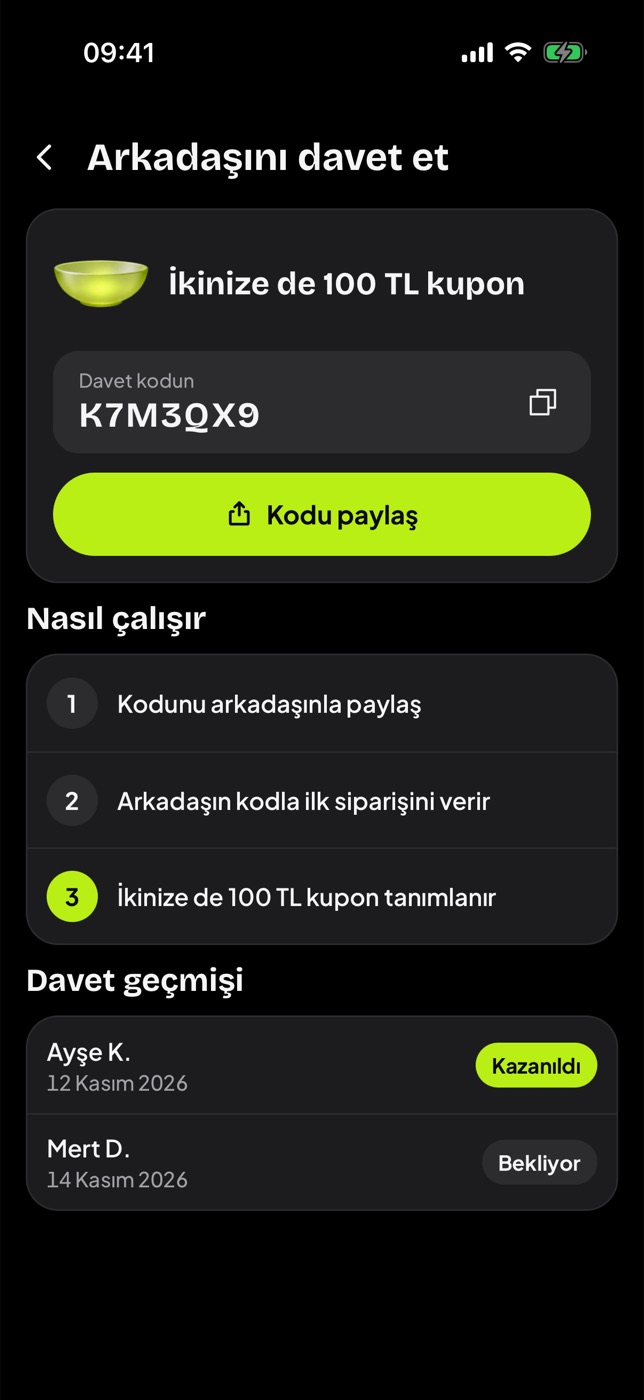 09:41
Arkadaşını davet et
İkinize de 100 TL kupon
Davet kodun
K7M3QX9
Kodu paylaş
Nasıl çalışır
1 Kodunu arkadaşınla paylaş
2 Arkadaşın kodla ilk siparişini verir
3 İkinize de 100 TL kupon tanımlanır
Davet geçmişi
Ayşe K.
12 Kasım 2026
Kazanıldı
Mert D.
14 Kasım 2026
Bekliyor